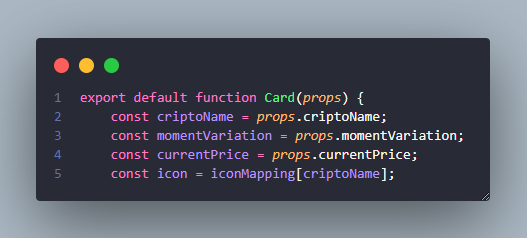 1 export default function Card(props) {
2 const criptoName = props.criptoName;
3 const momentVariation = props.momentVariation;
4 const currentPrice = props.currentPrice;
5 const icon = iconMapping[criptoName];